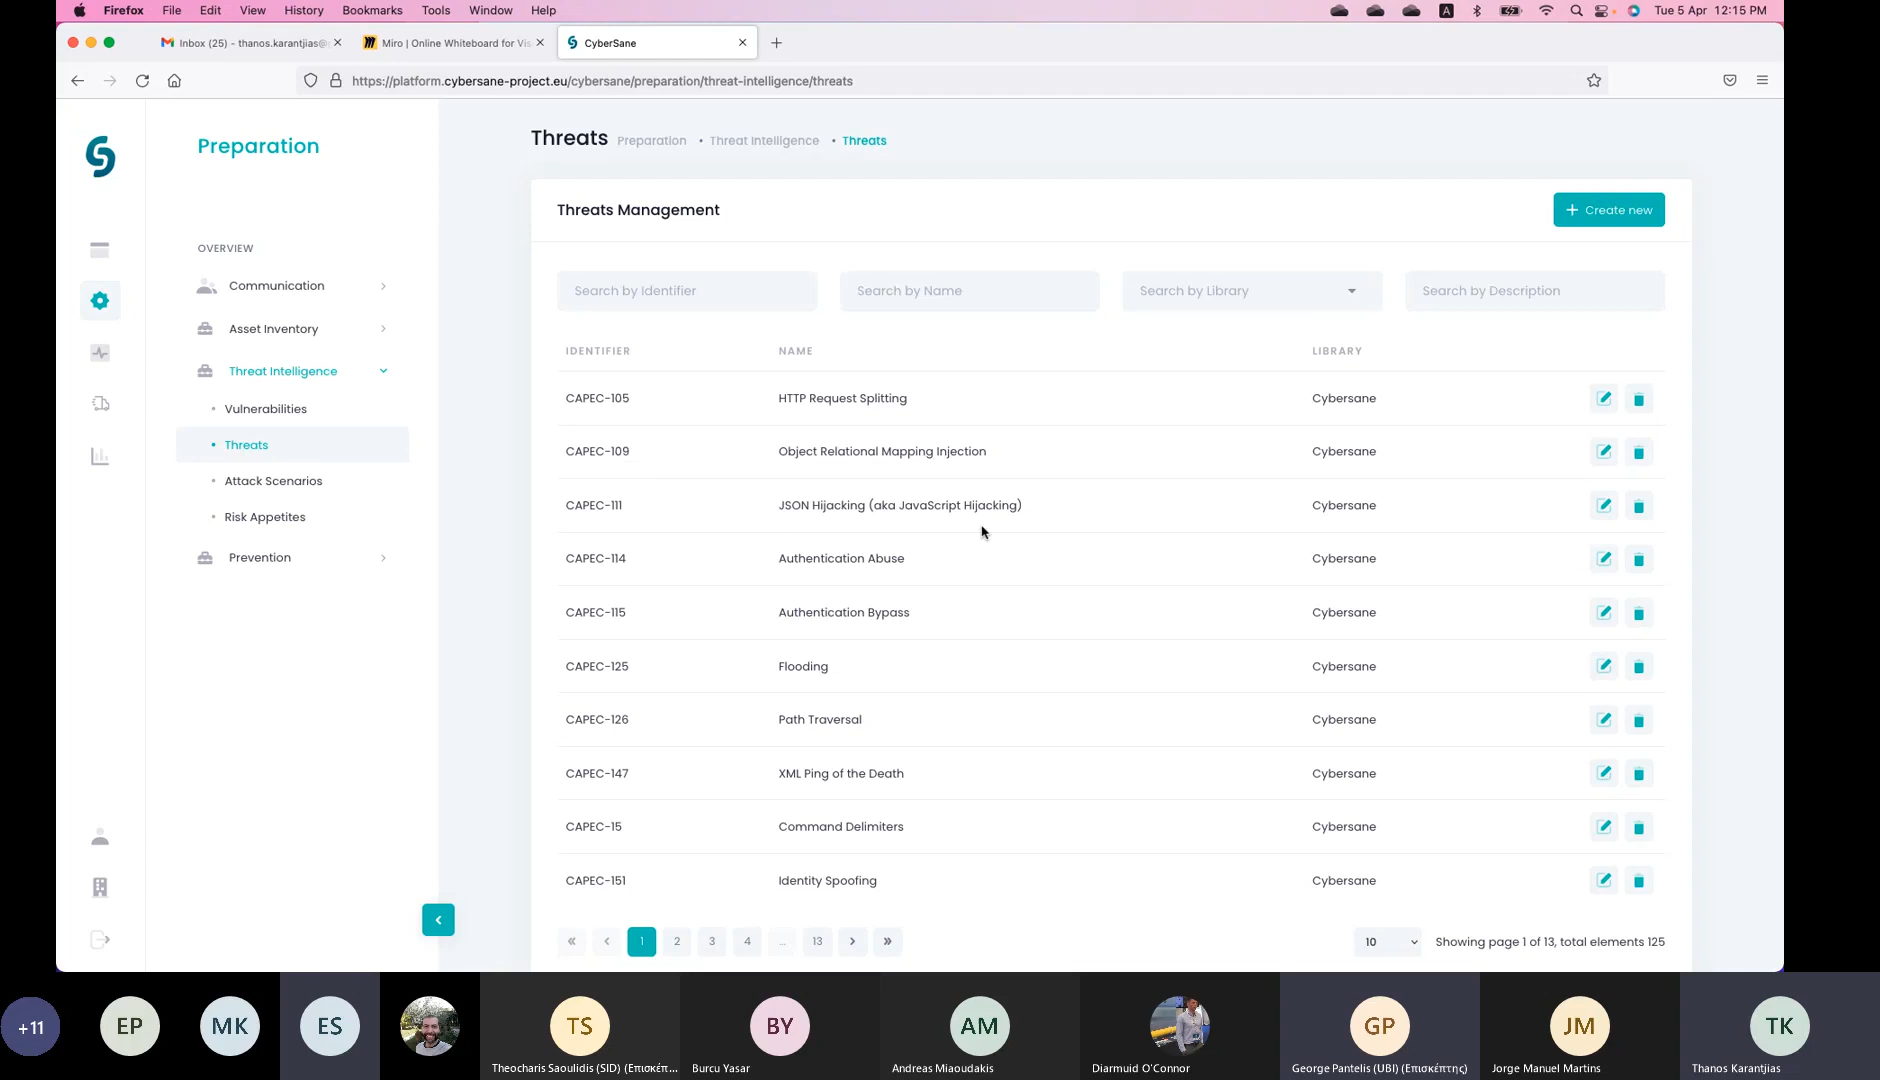 Firefox File Edit View History Bookmarks Tools Window Help A Tue 5 Apr 12:15 PM
Inbox (25) - thanos.karantjias@ Miro | Online Whiteboard for Vis CyberSane
https://platform.cybersane-project.eu/cybersane/preparation/threat-intelligence/threats
Preparation
OVERVIEW
Communication
Asset Inventory
Threat Intelligence
• Vulnerabilities
• Threats
• Attack Scenarios
• Risk Appetites
Prevention
Threats Preparation • Threat Intelligence • Threats
Threats Management
+ Create new
Search by Identifier Search by Name Search by Library Search by Description
IDENTIFIER NAME LIBRARY
CAPEC-105 HTTP Request Splitting Cybersane
CAPEC-109 Object Relational Mapping Injection Cybersane
CAPEC-111 JSON Hijacking (aka JavaScript Hijacking) Cybersane
CAPEC-114 Authentication Abuse Cybersane
CAPEC-115 Authentication Bypass Cybersane
CAPEC-125 Flooding Cybersane
CAPEC-126 Path Traversal Cybersane
CAPEC-147 XML Ping of the Death Cybersane
CAPEC-15 Command Delimiters Cybersane
CAPEC-151 Identity Spoofing Cybersane
« ‹ 1 2 3 4 ... 13 › » 10 Showing page 1 of 13, total elements 125
+11 EP MK ES TS BY AM GP JM TK
Theocharis Saoulidis (SID) (Επισκέπ... Burcu Yasar Andreas Miaoudakis Diarmuid O'Connor George Pantelis (UBI) (Επισκέπτης) Jorge Manuel Martins Thanos Karantjias